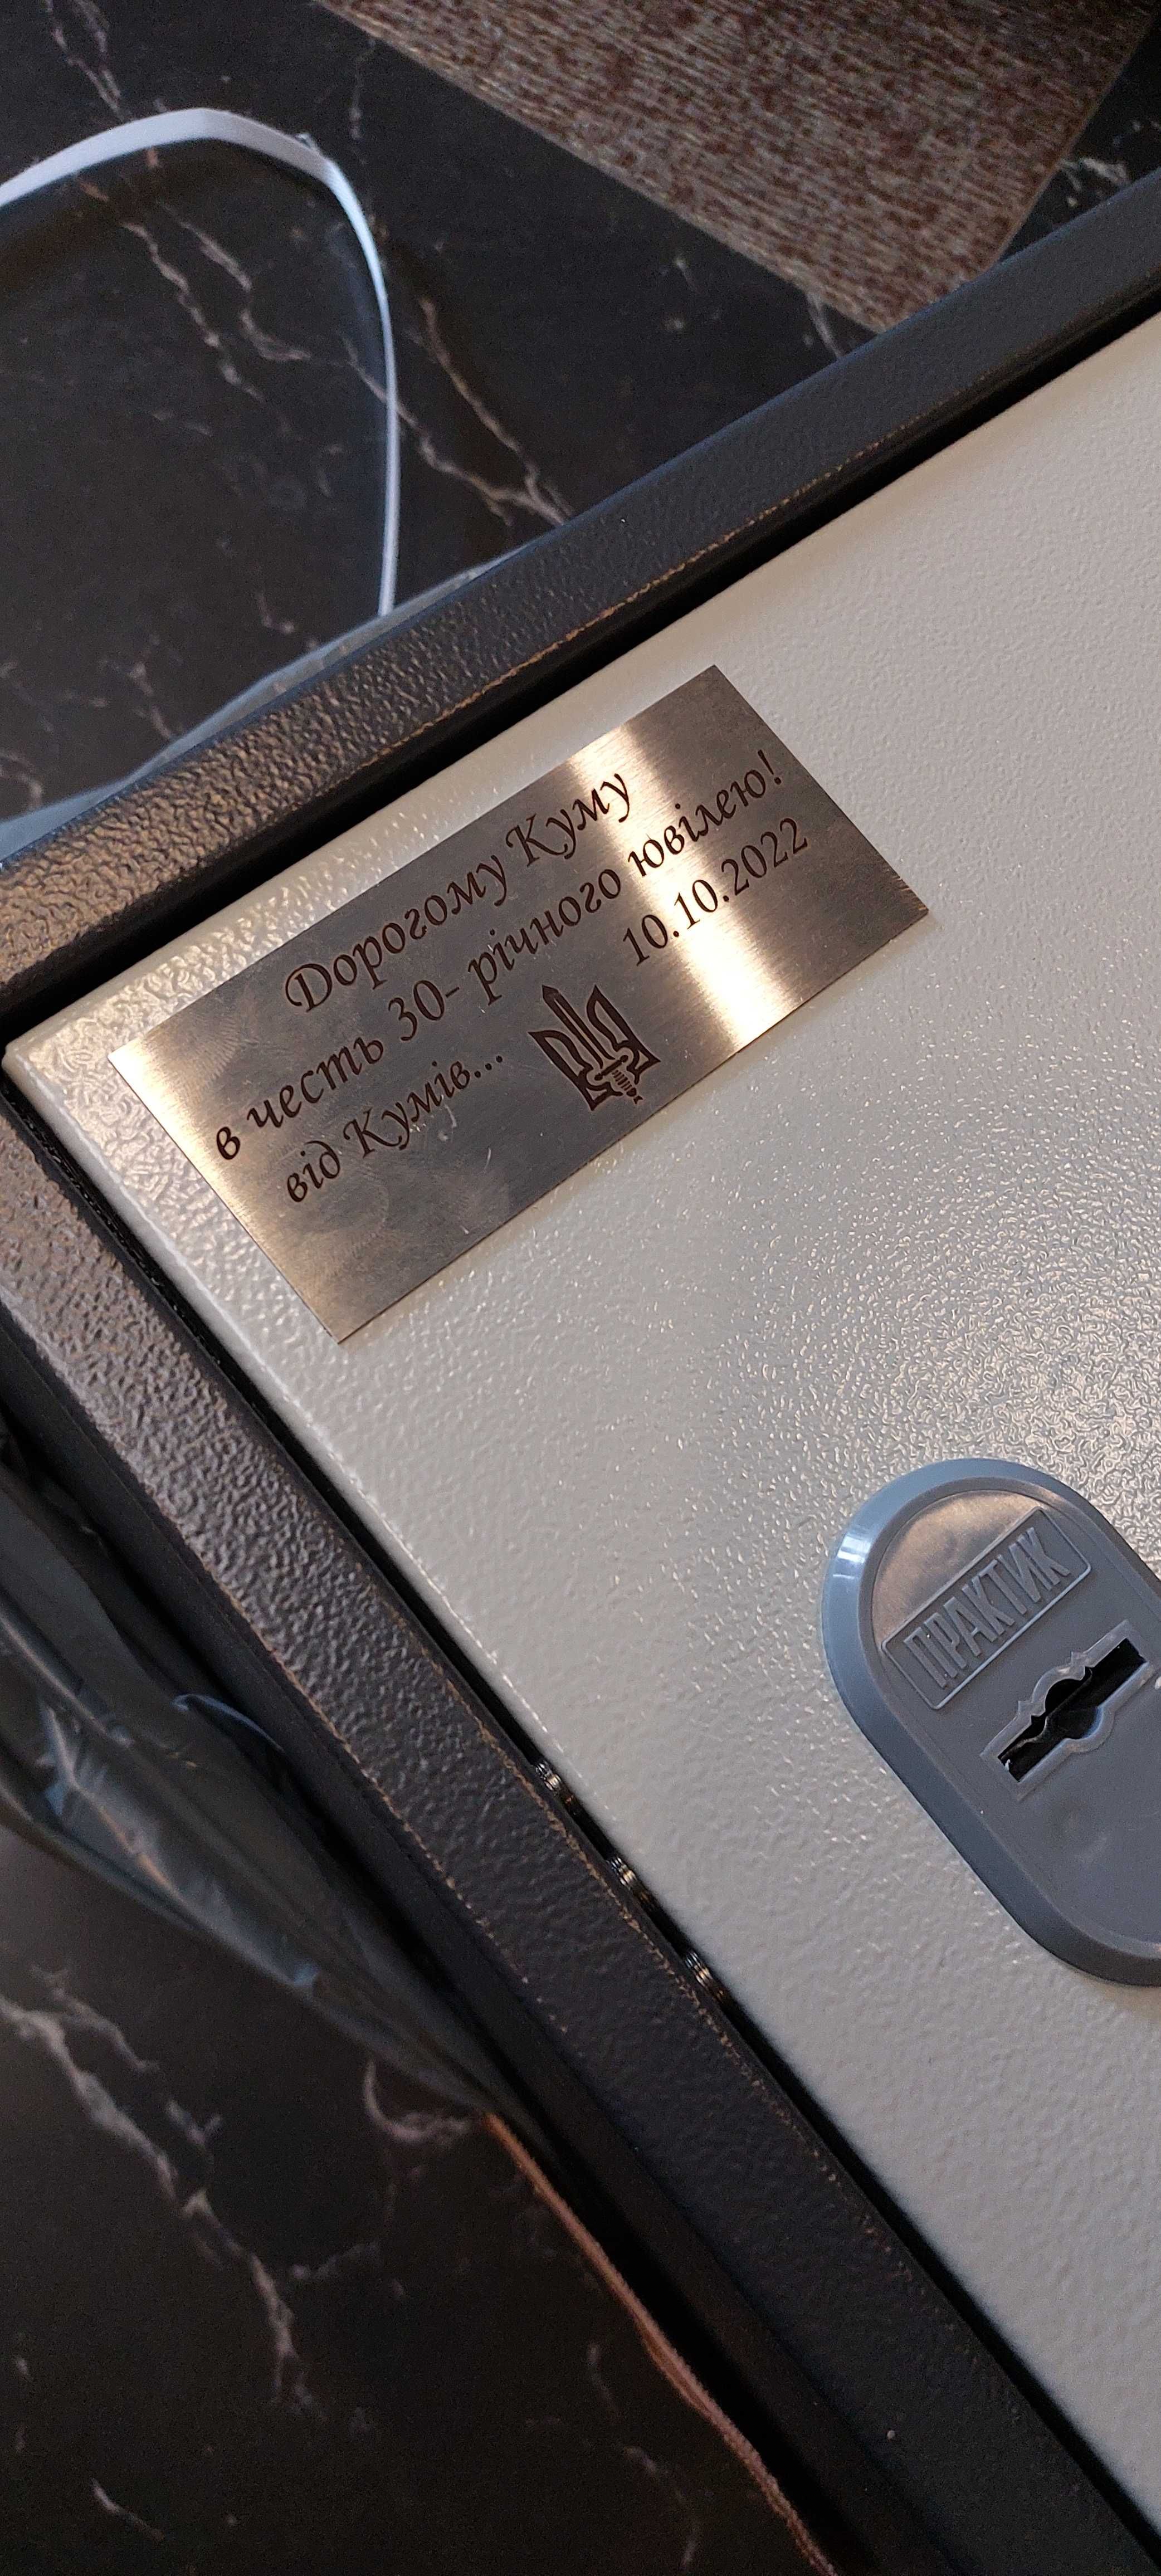 Дорогому Куму
в честь 30- річного ювілею!
від Кумів... 10.10.2022
ПРАКТИК